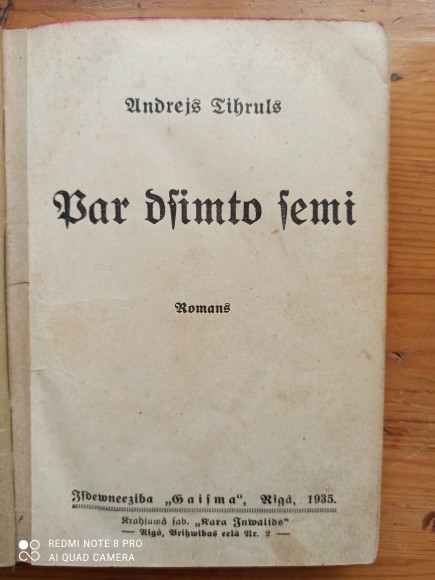 Andrejs Tihruls
Par dſimto ſemi
Romans
Iſdewneeziba „Gaiſma“, Rigâ, 1935.
Krahjumâ ſab. „Kara Inwalids“
— Rigâ, Brihwibas eelâ Nr. 2 —
REDMI NOTE 8 PRO
AI QUAD CAMERA